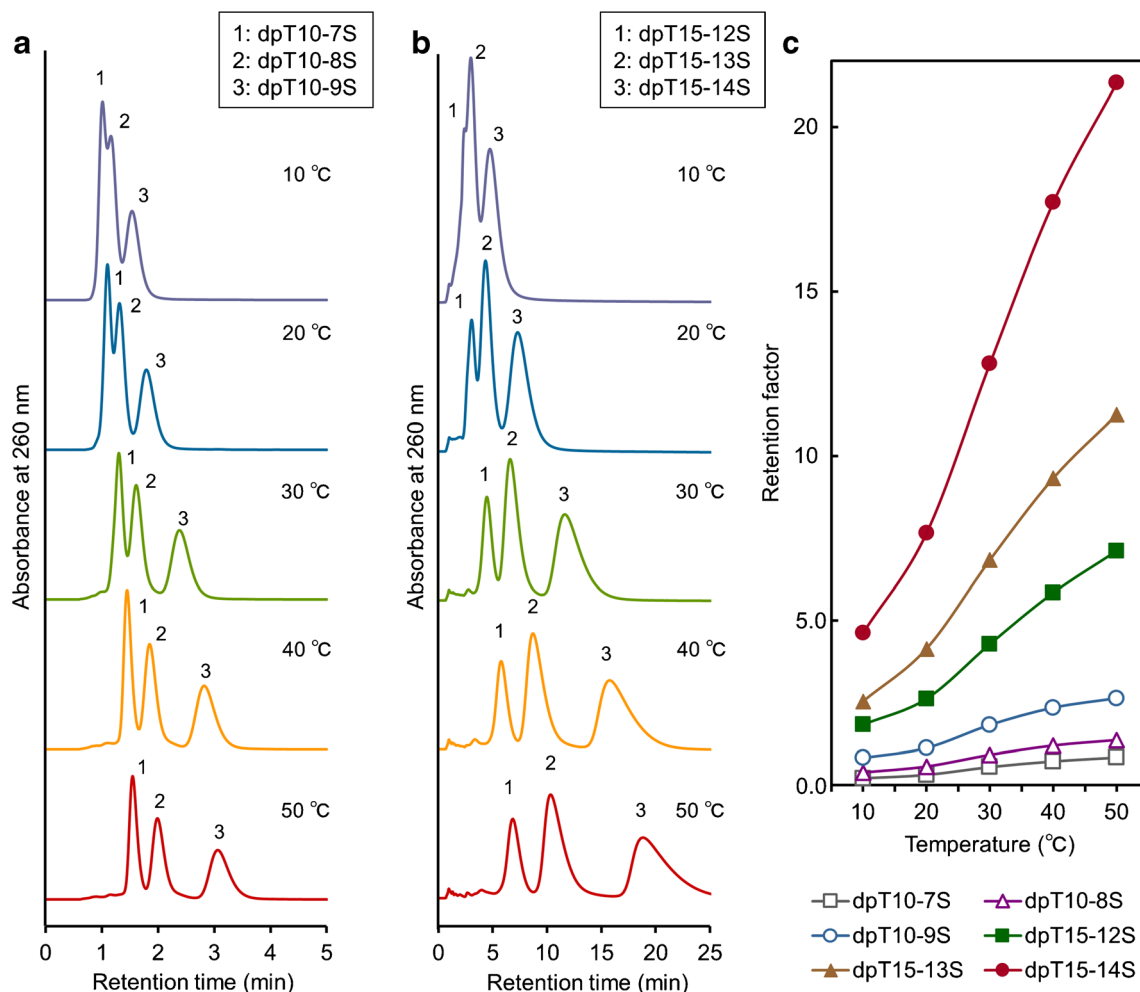 a
1: dpT10-7S
2: dpT10-8S
3: dpT10-9S
1
2
3
10 °C
1
2
3
20 °C
1
2
3
30 °C
1
2
3
40 °C
1
2
3
50 °C
Absorbance at 260 nm
0 1 2 3 4 5
Retention time (min)
b
1: dpT15-12S
2: dpT15-13S
3: dpT15-14S
2
1
3
10 °C
2
1
3
20 °C
2
1
3
30 °C
2
1
3
40 °C
2
1
3
50 °C
Absorbance at 260 nm
0 5 10 15 20 25
Retention time (min)
c
20
15
10
5.0
0.0
Retention factor
10 20 30 40 50
Temperature (°C)
dpT10-7S dpT10-8S
dpT10-9S dpT15-12S
dpT15-13S dpT15-14S